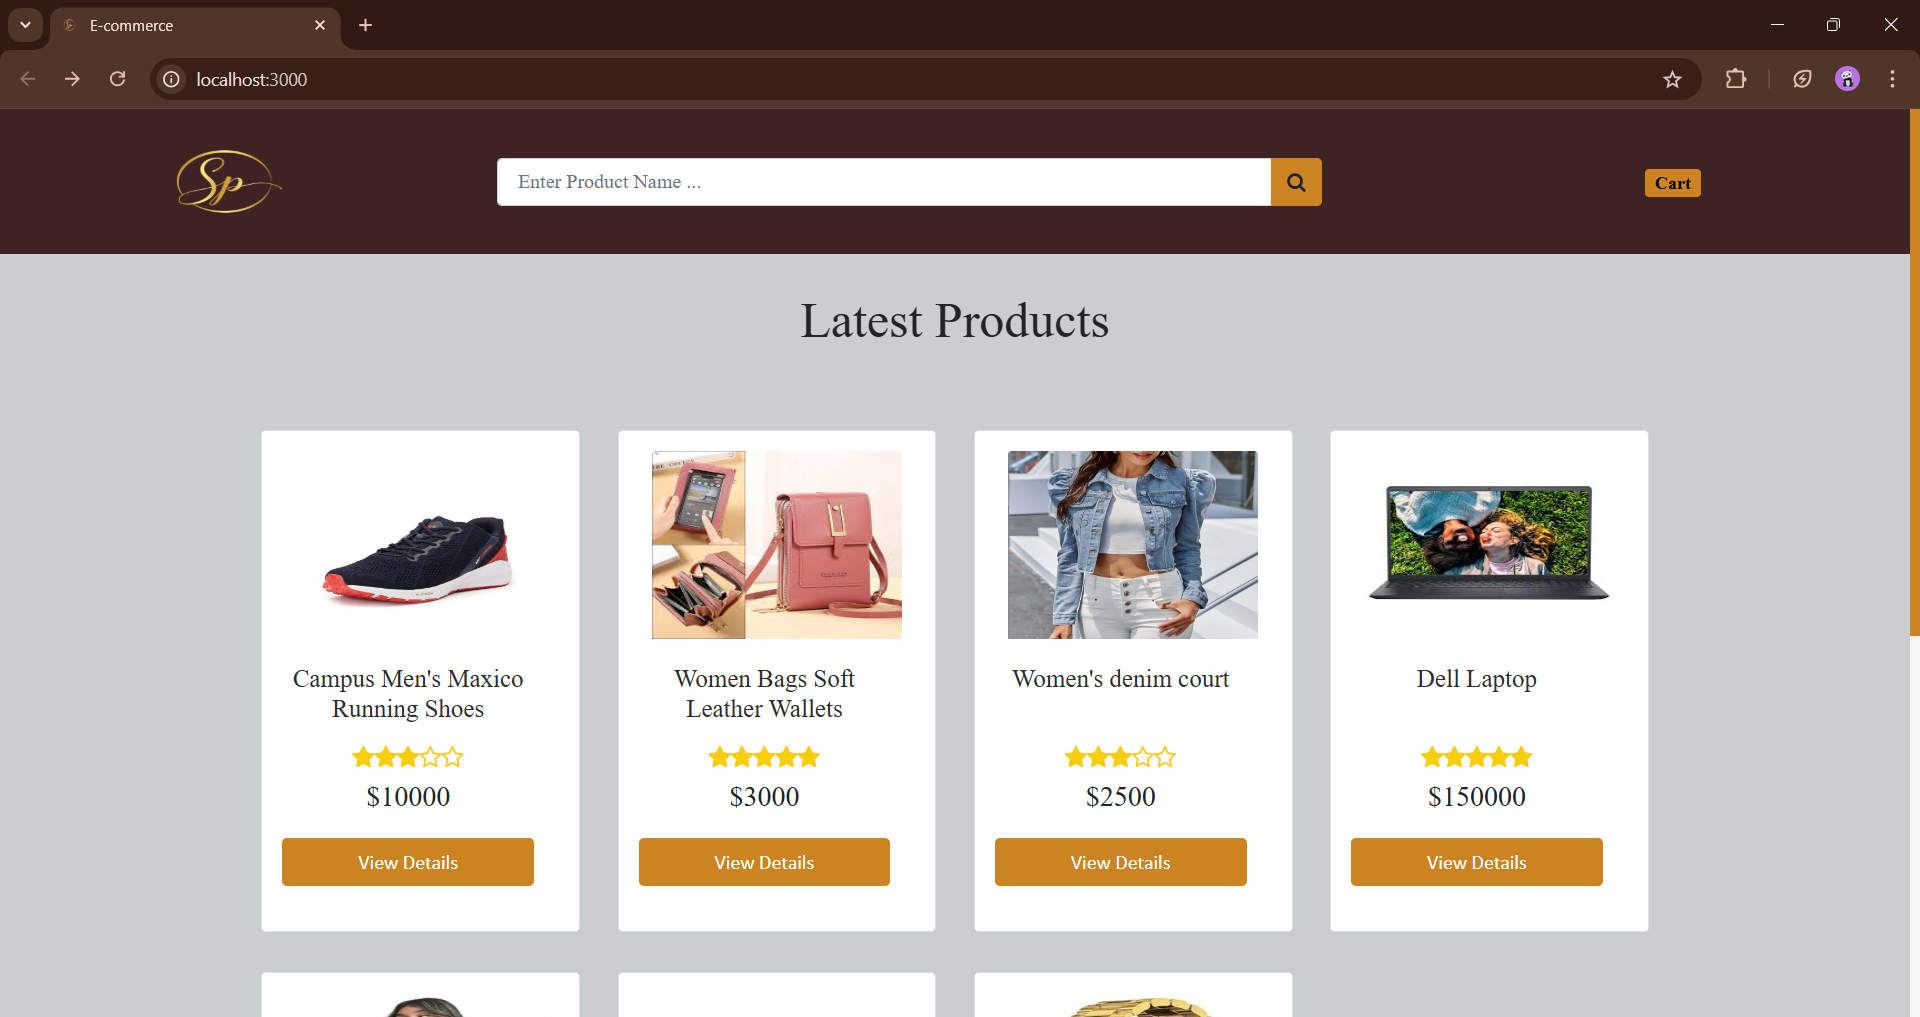 E-commerce
localhost:3000
Sp
Enter Product Name ...
Cart
Latest Products
Campus Men's Maxico
Running Shoes
$10000
View Details
Women Bags Soft
Leather Wallets
$3000
View Details
Women's denim court
$2500
View Details
Dell Laptop
$150000
View Details